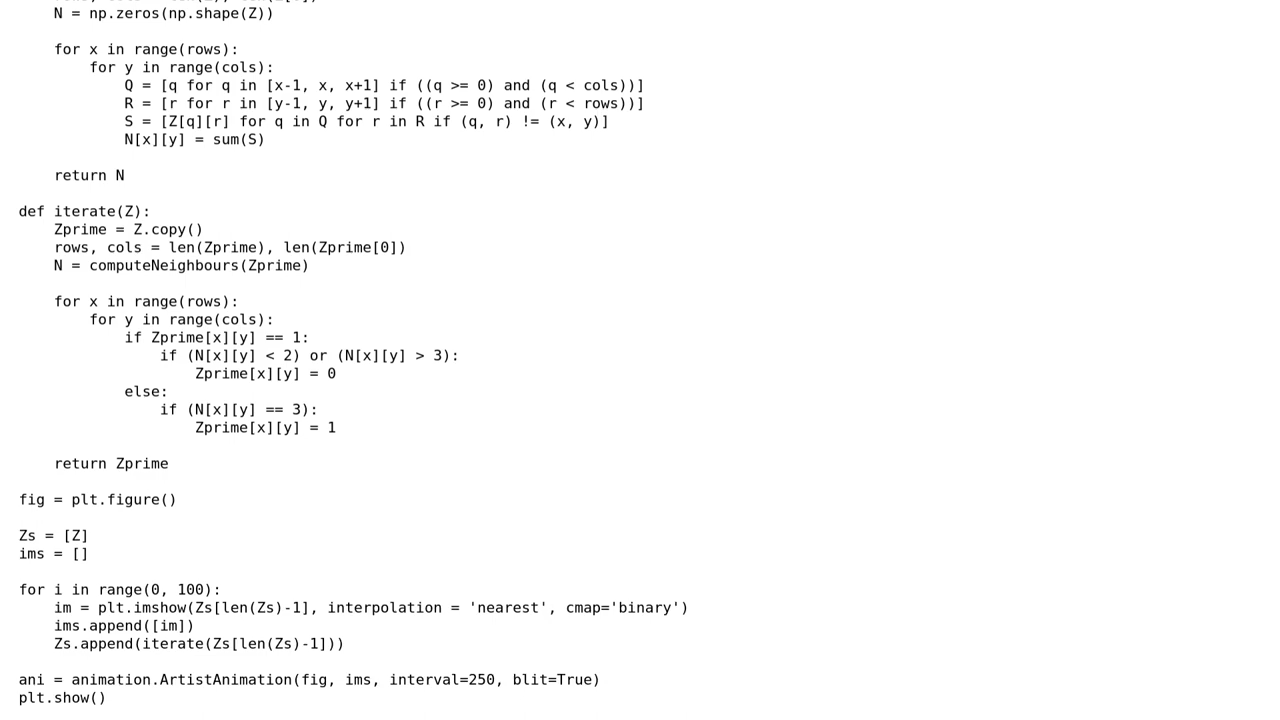 N = np.zeros(np.shape(Z))
for x in range(rows):
for y in range(cols):
Q = [q for q in [x-1, x, x+1] if ((q >= 0) and (q < cols))]
R = [r for r in [y-1, y, y+1] if ((r >= 0) and (r < rows))]
S = [Z[q][r] for q in Q for r in R if (q, r) != (x, y)]
N[x][y] = sum(S)
return N
def iterate(Z):
Zprime = Z.copy()
rows, cols = len(Zprime), len(Zprime[0])
N = computeNeighbours(Zprime)
for x in range(rows):
for y in range(cols):
if Zprime[x][y] == 1:
if (N[x][y] < 2) or (N[x][y] > 3):
Zprime[x][y] = 0
else:
if (N[x][y] == 3):
Zprime[x][y] = 1
return Zprime
fig = plt.figure()
Zs = [Z]
ims = []
for i in range(0, 100):
im = plt.imshow(Zs[len(Zs)-1], interpolation = 'nearest', cmap='binary')
ims.append([im])
Zs.append(iterate(Zs[len(Zs)-1]))
ani = animation.ArtistAnimation(fig, ims, interval=250, blit=True)
plt.show()